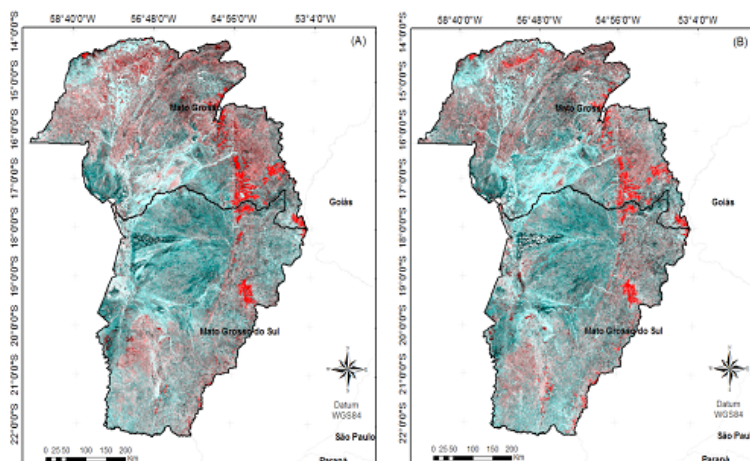 58°40'0"W 56°48'0"W 54°56'0"W 53°4'0"W
(A)
14°0'0"S
15°0'0"S
16°0'0"S
17°0'0"S
18°0'0"S
19°0'0"S
20°0'0"S
21°0'0"S
22°0'0"S
Mato Grosso
Goiás
Mato Grosso do Sul
Datum
WGS84
São Paulo
Paraná
0 25 50 100 150 200
Km
58°40'0"W 56°48'0"W 54°56'0"W 53°4'0"W
(B)
14°0'0"S
15°0'0"S
16°0'0"S
17°0'0"S
18°0'0"S
19°0'0"S
20°0'0"S
21°0'0"S
22°0'0"S
Mato Grosso
Goiás
Mato Grosso do Sul
Datum
WGS84
São Paulo
Paraná
0 25 50 100 150 200
Km